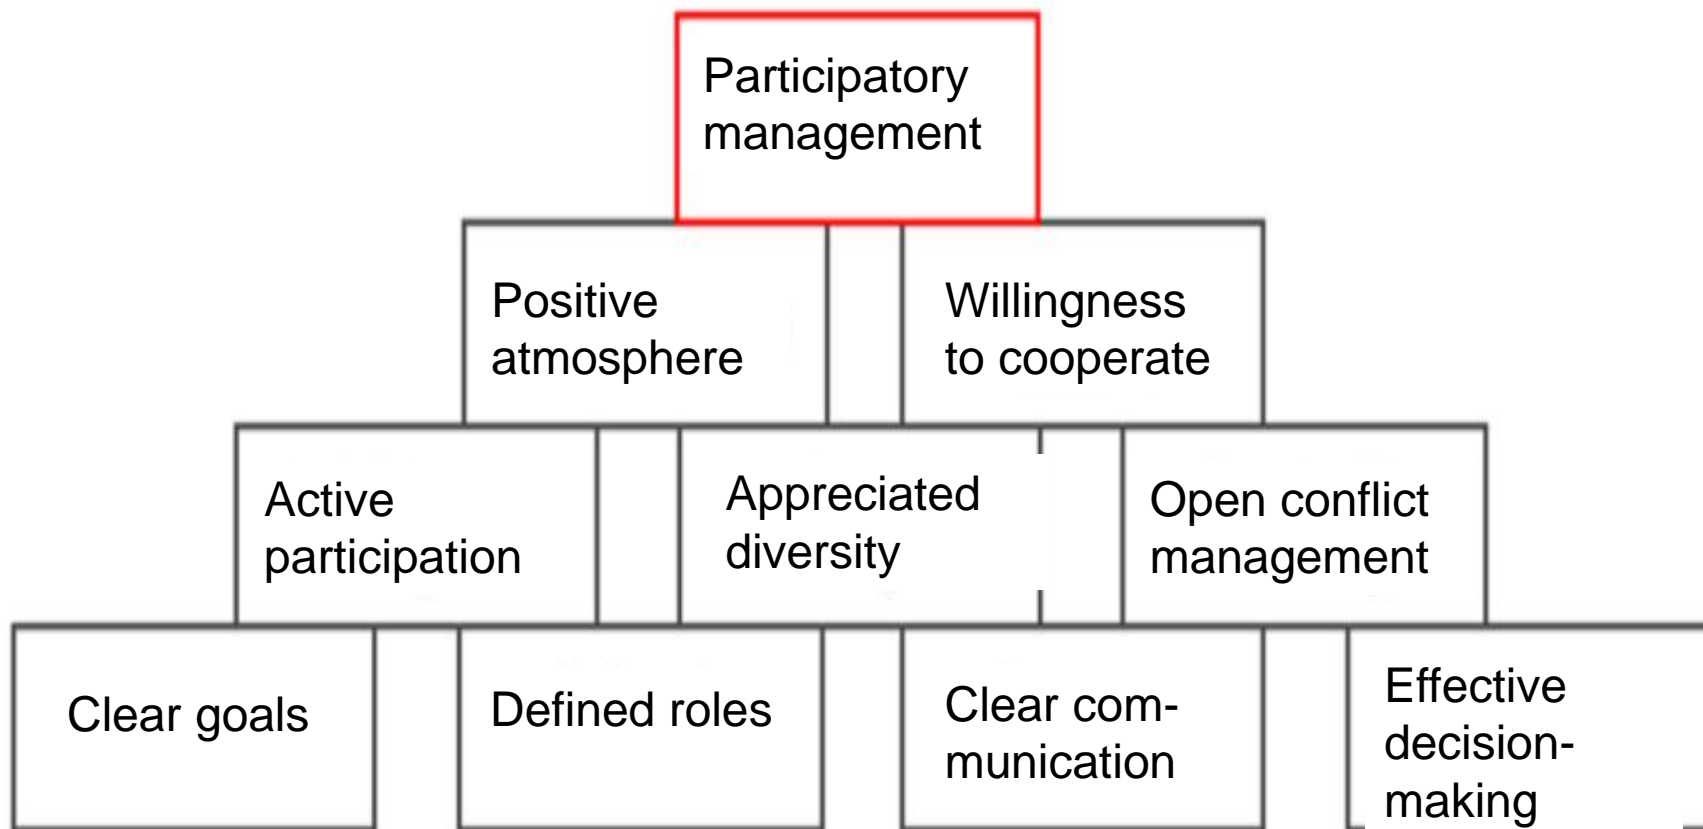 Participatory
management
Positive
atmosphere
Willingness
to cooperate
Active
participation
Appreciated
diversity
Open conflict
management
Clear goals
Defined roles
Clear com-
munication
Effective
decision-
making